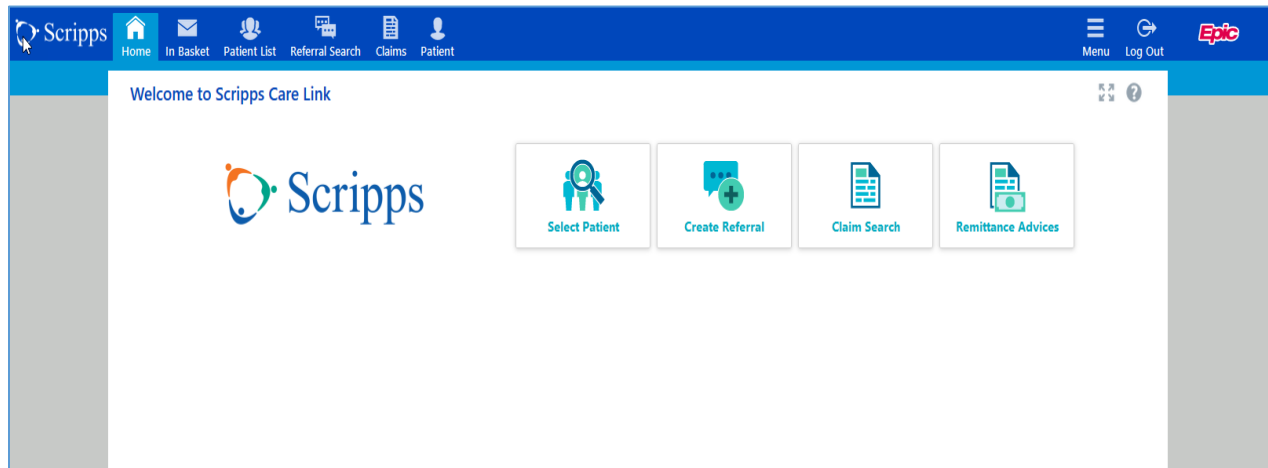 Scripps
Home In Basket Patient List Referral Search Claims Patient Menu Log Out Epic
Welcome to Scripps Care Link
Scripps
Select Patient Create Referral Claim Search Remittance Advices